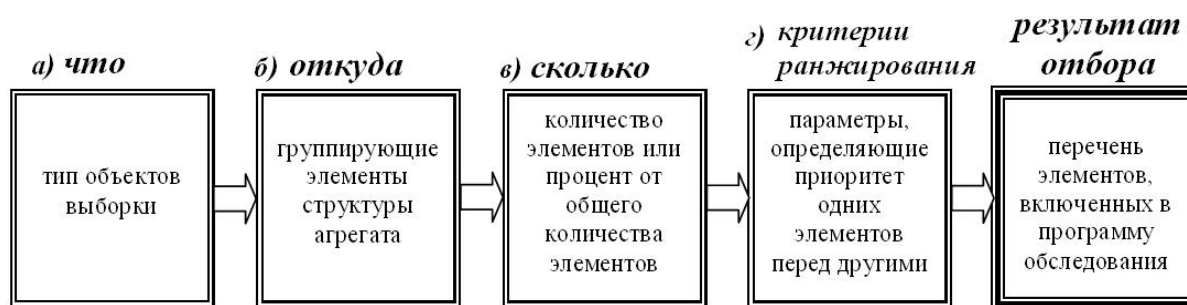 а) что
тип объектов
выборки
б) откуда
группирующие
элементы
структуры
агрегата
в) сколько
количество
элементов или
процент от
общего
количества
элементов
г) критерии
ранжирования
параметры,
определяющие
приоритет
одних
элементов
перед другими
результат
отбора
перечень
элементов,
включенных в
программу
обследования